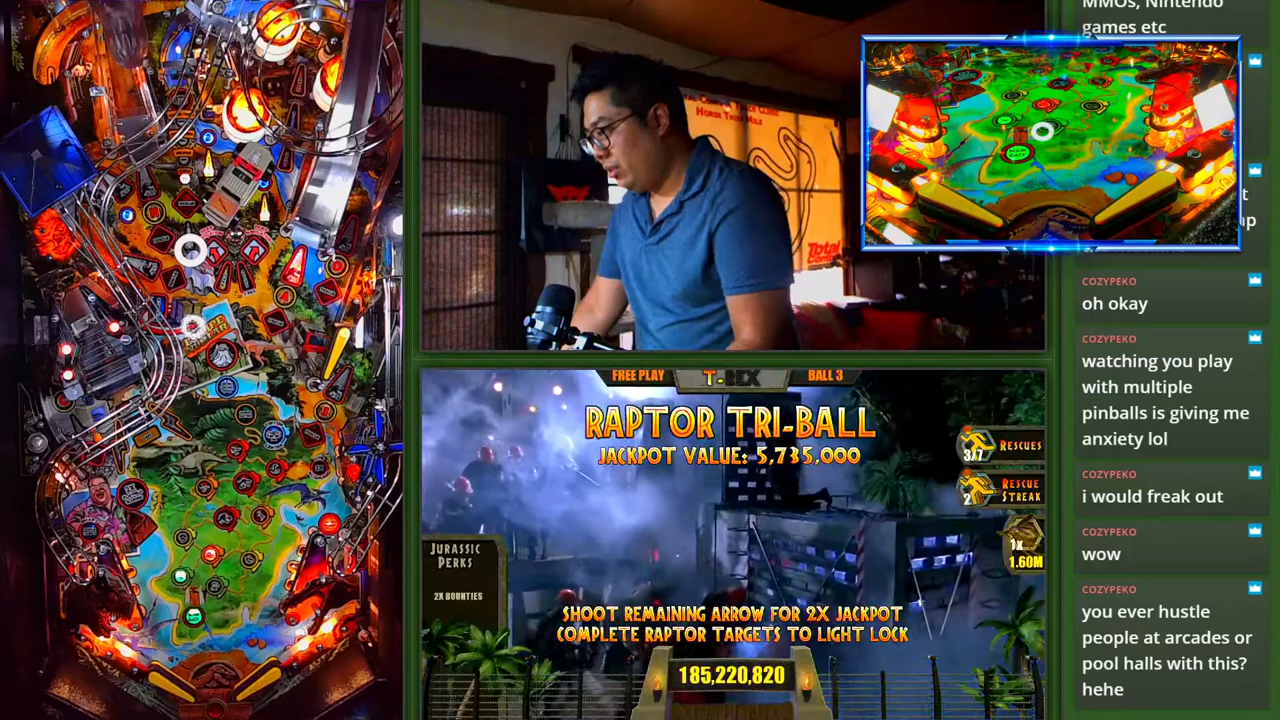 MMOs, Nintendo
games etc
COZYPEKO
oh okay
COZYPEKO
watching you play
with multiple
pinballs is giving me
anxiety lol
COZYPEKO
i would freak out
COZYPEKO
wow
COZYPEKO
you ever hustle
people at arcades or
pool halls with this?
hehe
HORSE THIEF MILE
Total
FREE PLAY
T-REX
BALL 3
RAPTOR TRI-BALL
JACKPOT VALUE: 5,735,000
3/7
RESCUES
2
RESCUE
STREAK
1X
1.60M
JURASSIC
PERKS
2X BOUNTIES
SHOOT REMAINING ARROW FOR 2X JACKPOT
COMPLETE RAPTOR TARGETS TO LIGHT LOCK
185,220,820